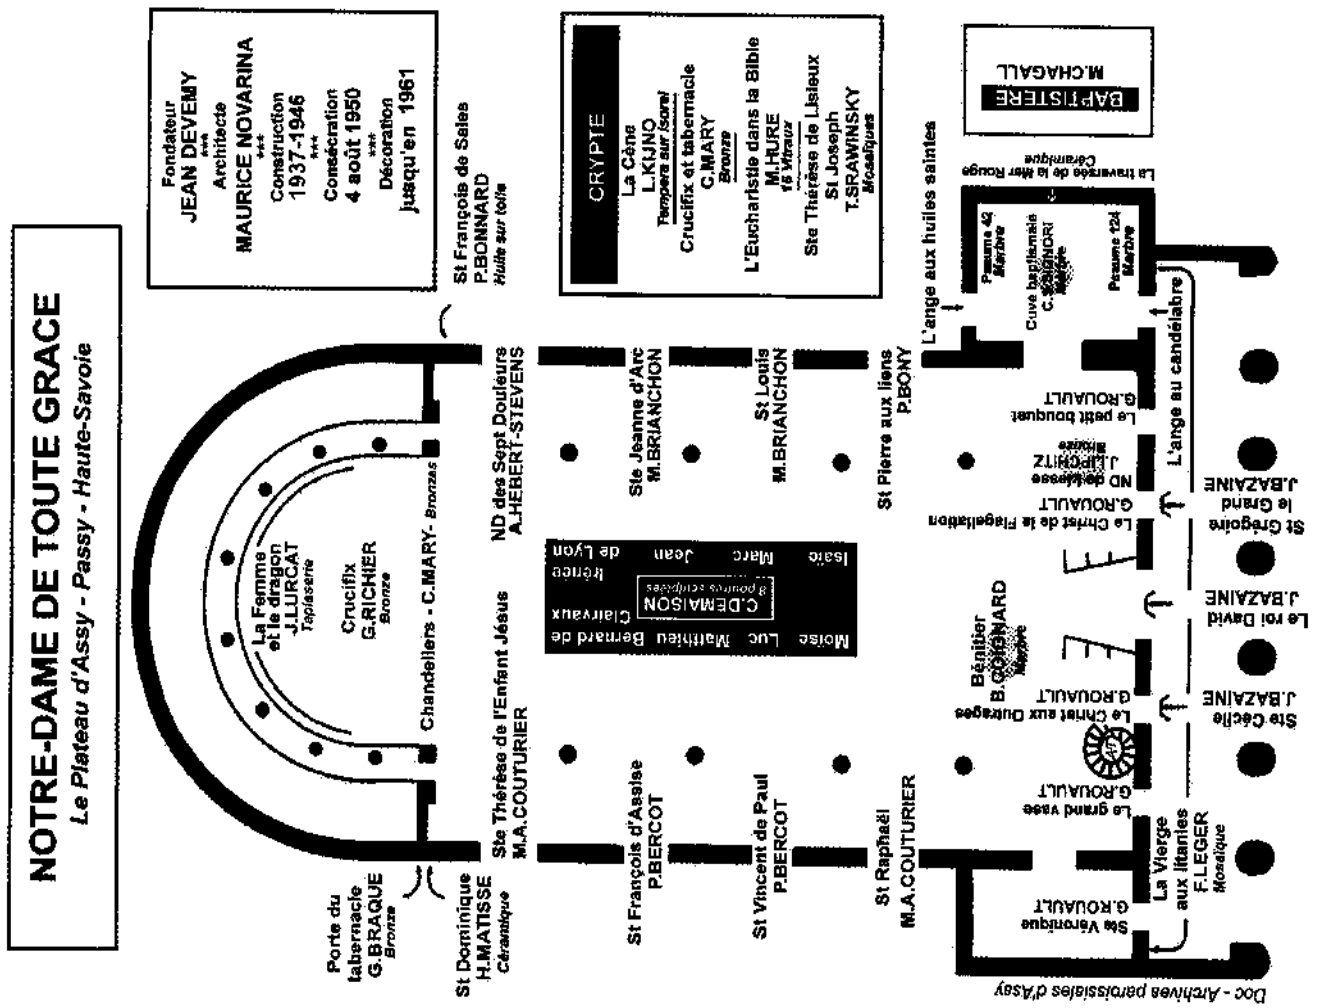 NOTRE-DAME DE TOUTE GRACE
Le Plateau d'Assy - Passy - Haute-Savoie
Fondateur
JEAN DEVEMY
***
Architecte
MAURICE NOVARINA
***
Construction
1937-1946
***
Consécration
4 août 1950
***
Décoration
jusqu'en 1961
St François de Sales
P.BONNARD
Huile sur toile
CRYPTE
La Cène
L.KIJNO
Tempera sur isorel
Crucifix et tabernacle
C.MARY
Bronze
L'Eucharistie dans la Bible
M.HURE
15 Vitraux
Ste Thérèse de Lisieux
St Joseph
T.SRAWINSKY
Mosaïques
BAPTISTERE
M.CHAGALL
La traversée de la Mer Rouge
Céramique
L'ange aux huiles saintes
Psaume 42
Marbre
Cuve baptismale
Marbre
Psaume 124
Marbre
L'ange au candélabre
La Femme
et le dragon
J.LURCAT
Tapisserie
Crucifix
G.RICHIER
Bronze
Chandeliers - C.MARY- Bronzes
Porte du
tabernacle
G.BRAQUE
Bronze
St Dominique
H.MATISSE
Céramique
ND des Sept Douleurs
A.HEBERT-STEVENS
Ste Jeanne d'Arc
M.BRIANCHON
St Louis
M.BRIANCHON
St Pierre aux liens
P.BONY
Ste Thérèse de l'Enfant Jésus
M.A.COUTURIER
St François d'Assise
P.BERCOT
St Vincent de Paul
P.BERCOT
St Raphaël
M.A.COUTURIER
Moïse Luc Matthieu Bernard de
Clairvaux
C.DEMAISON
8 poutres sculptées
Irénée
Isaïe Marc Jean de Lyon
Bénitier
B.COIGNARD
Marbre
Le petit bouquet
G.ROUAULT
ND de Liesse
J.LIPCHITZ
Bronze
Le Christ de la Flagellation
G.ROUAULT
Le Christ aux Outrages
G.ROUAULT
Le grand vase
G.ROUAULT
Ste Véronique
G.ROUAULT
La Vierge
aux litanies
F.LEGER
Mosaïque
St Grégoire
le Grand
J.BAZAINE
Le roi David
J.BAZAINE
Ste Cécile
J.BAZAINE
Doc - Archives paroissiales d'Assy